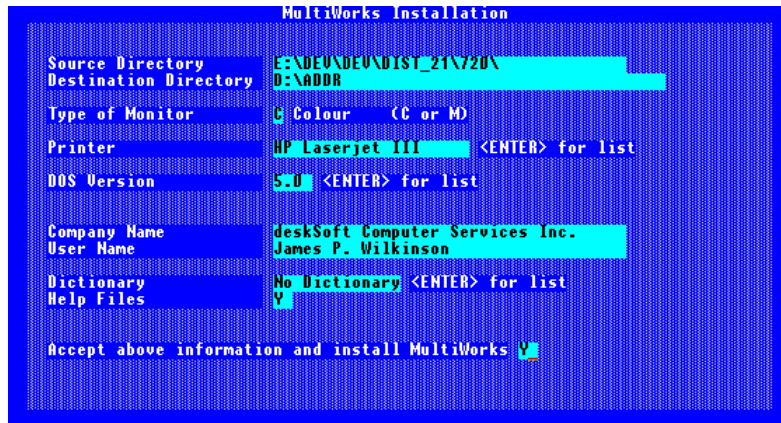 MultiWorks Installation
Source Directory E:\DEV\DEV\DIST_21\720\
Destination Directory D:\ADDR
Type of Monitor C Colour (C or M)
Printer HP Laserjet III <ENTER> for list
DOS Version 5.0 <ENTER> for list
Company Name deskSoft Computer Services Inc.
User Name James P. Wilkinson
Dictionary No Dictionary <ENTER> for list
Help Files Y
Accept above information and install MultiWorks Y_